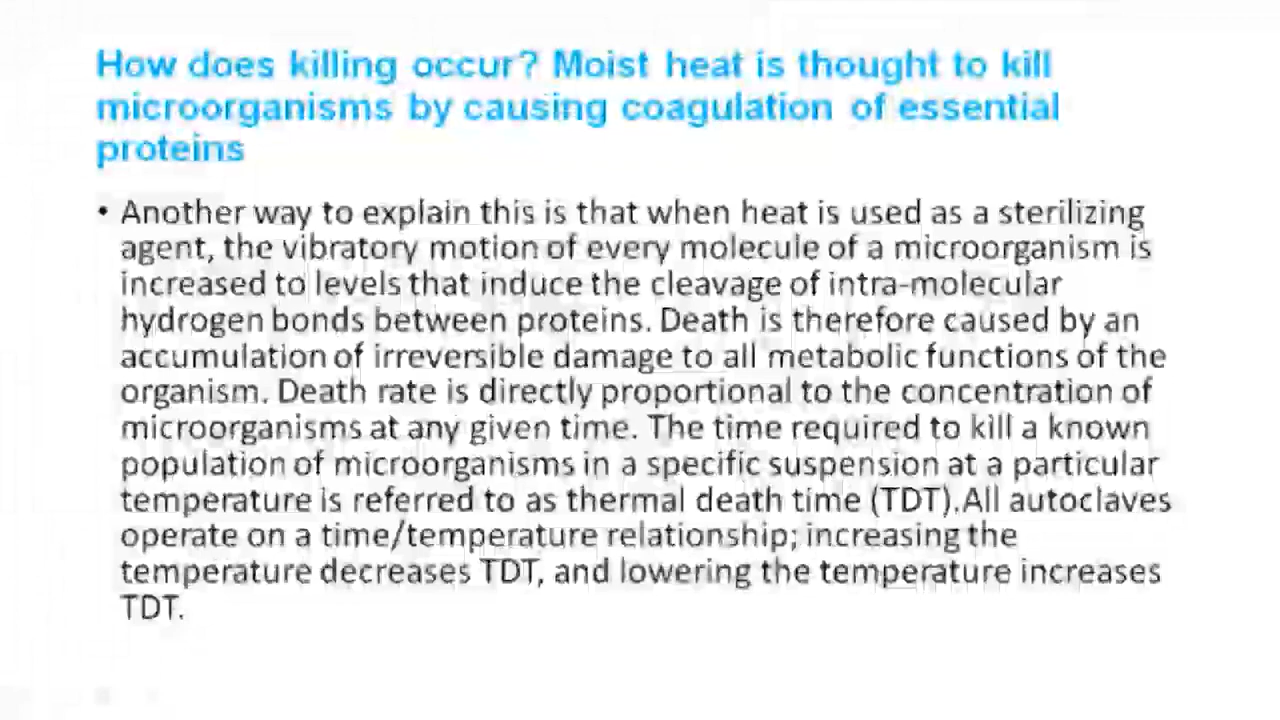 How does killing occur? Moist heat is thought to kill
microorganisms by causing coagulation of essential
proteins
• Another way to explain this is that when heat is used as a sterilizing
agent, the vibratory motion of every molecule of a microorganism is
increased to levels that induce the cleavage of intra-molecular
hydrogen bonds between proteins. Death is therefore caused by an
accumulation of irreversible damage to all metabolic functions of the
organism. Death rate is directly proportional to the concentration of
microorganisms at any given time. The time required to kill a known
population of microorganisms in a specific suspension at a particular
temperature is referred to as thermal death time (TDT).All autoclaves
operate on a time/temperature relationship; increasing the
temperature decreases TDT, and lowering the temperature increases
TDT.